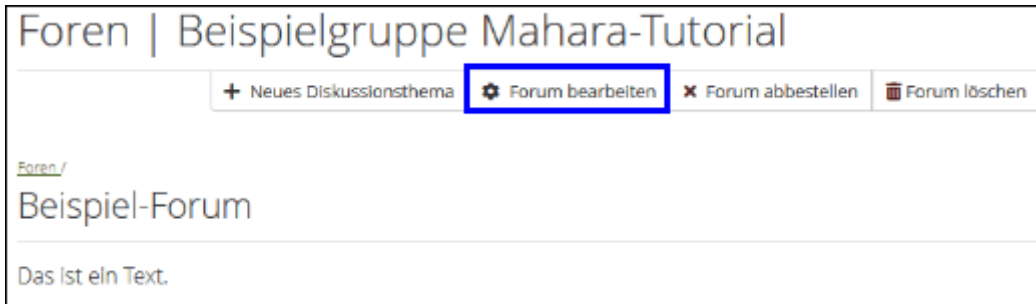 Foren | Beispielgruppe Mahara-Tutorial
Neues Diskussionsthema Forum bearbeiten Forum abbestellen Forum löschen
Foren /
Beispiel-Forum
Das ist ein Text.